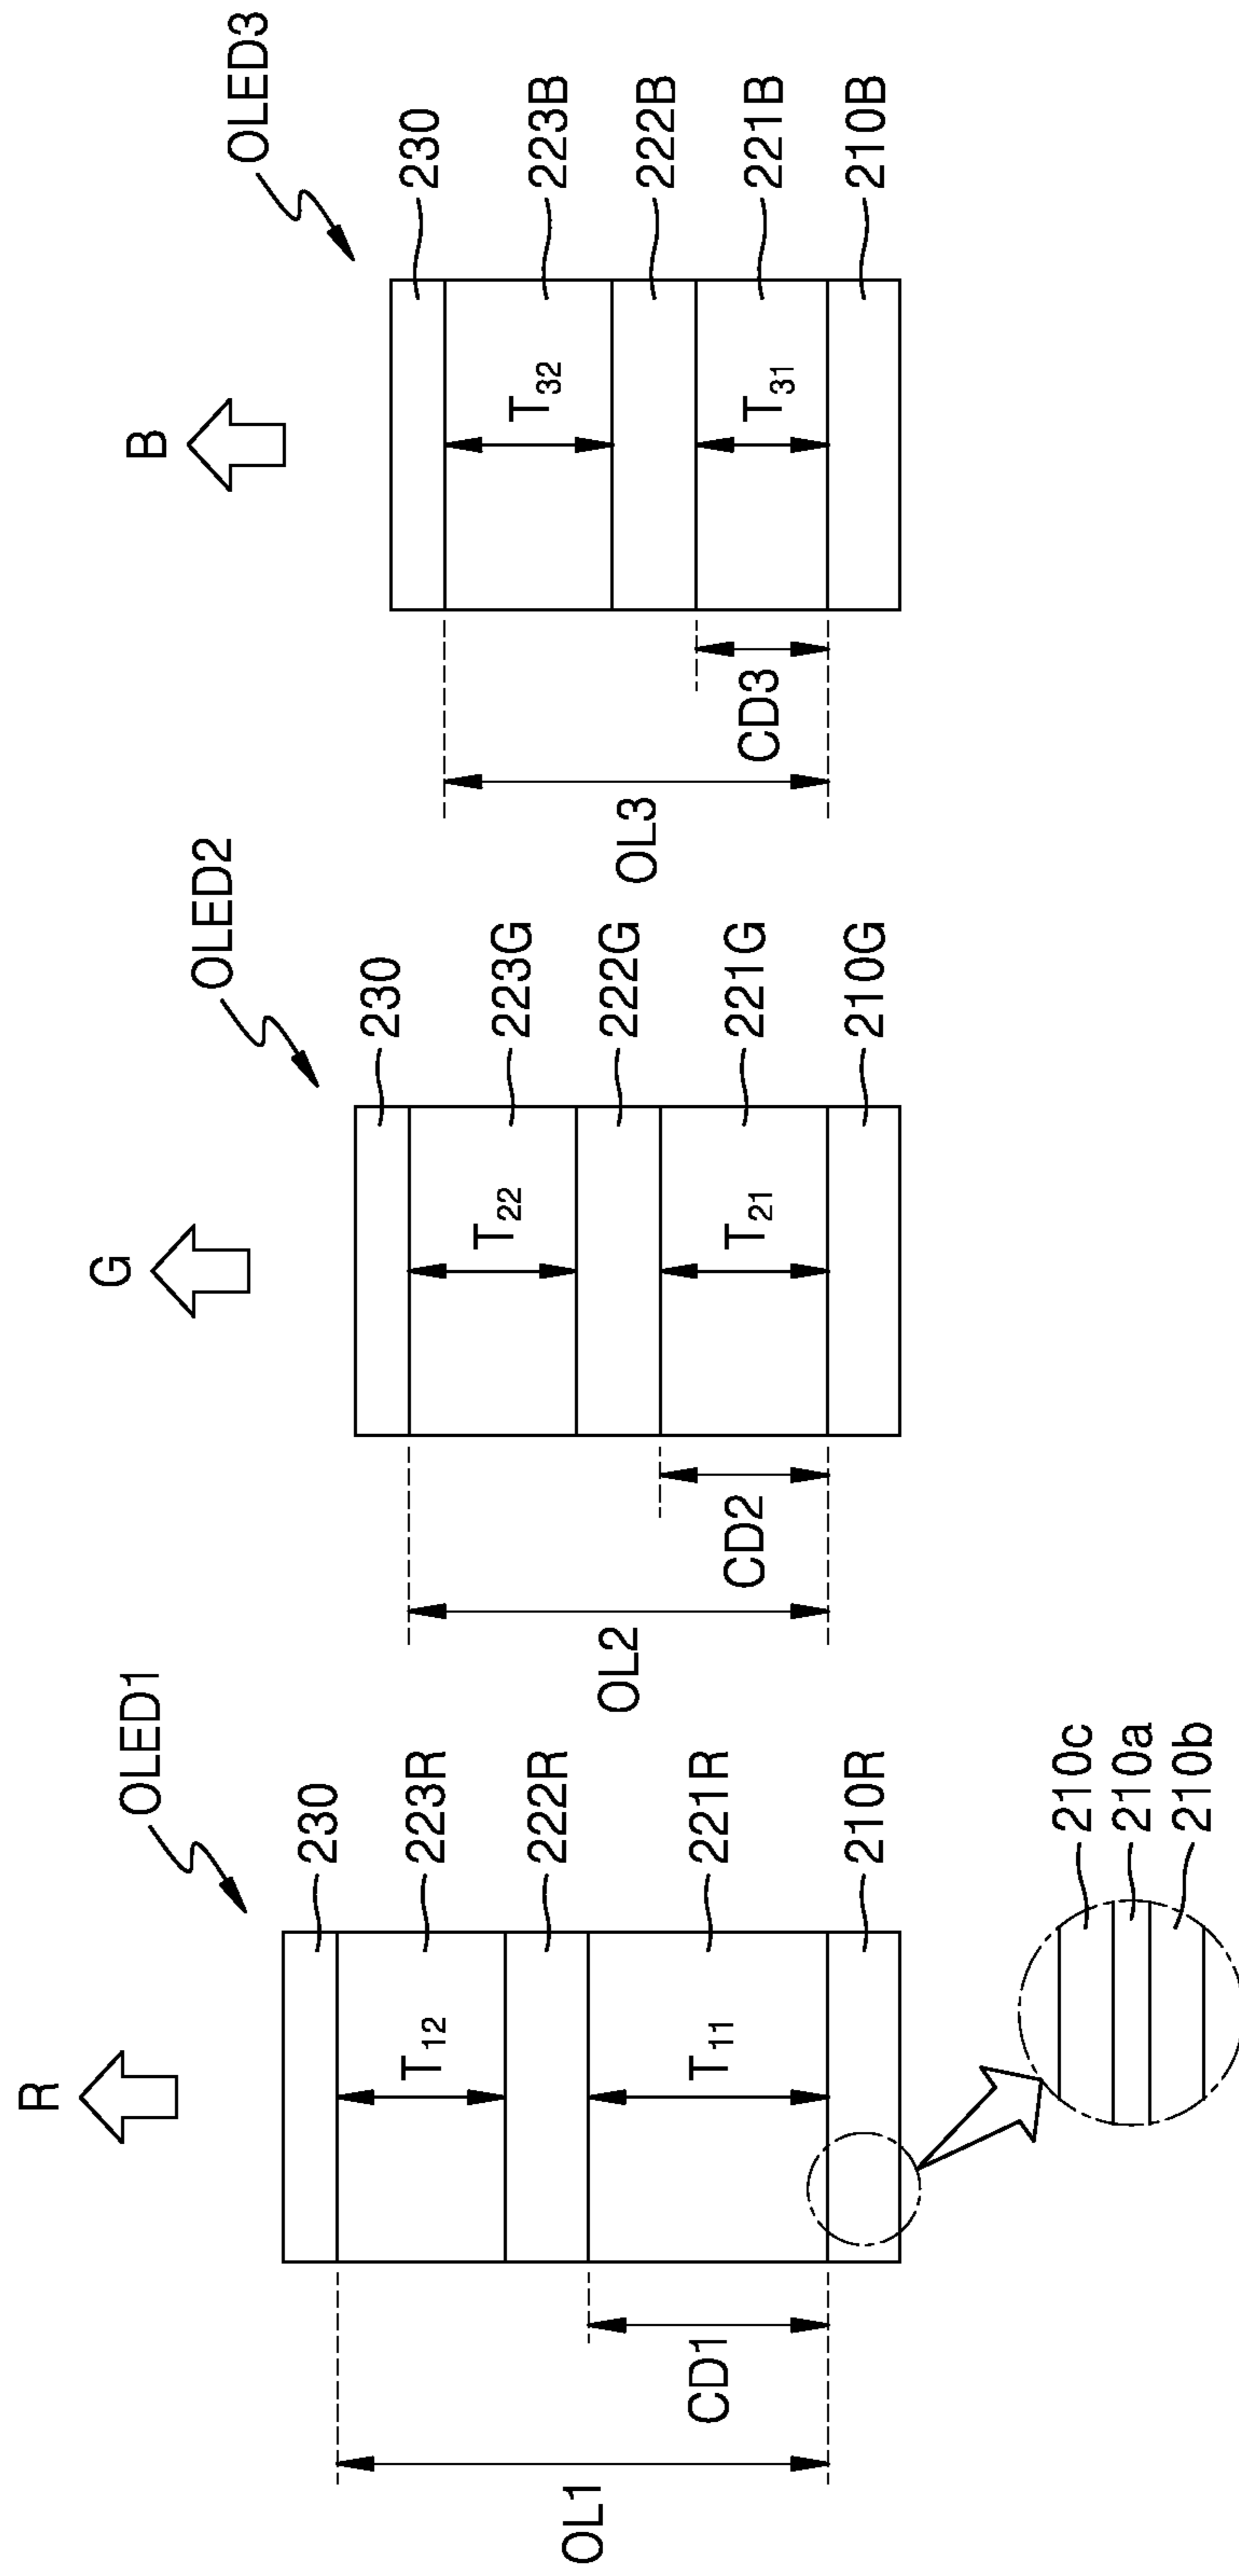 R
OLED1
230
223R
222R
221R
210R
T12
T11
OL1
CD1
210c
210a
210b
G
OLED2
230
223G
222G
221G
210G
T22
T21
OL2
CD2
B
OLED3
230
223B
222B
221B
210B
T32
T31
OL3
CD3